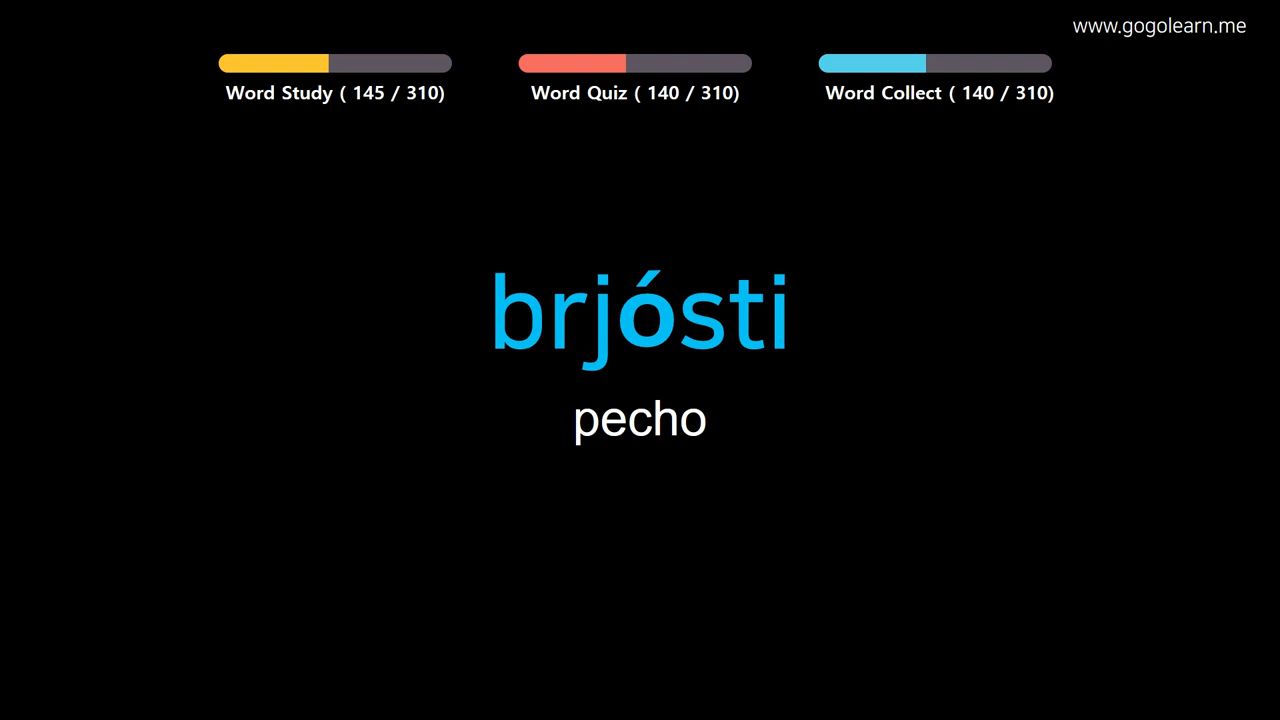 www.gogolearn.me
Word Study ( 145 / 310)
Word Quiz ( 140 / 310)
Word Collect ( 140 / 310)
brjósti
pecho